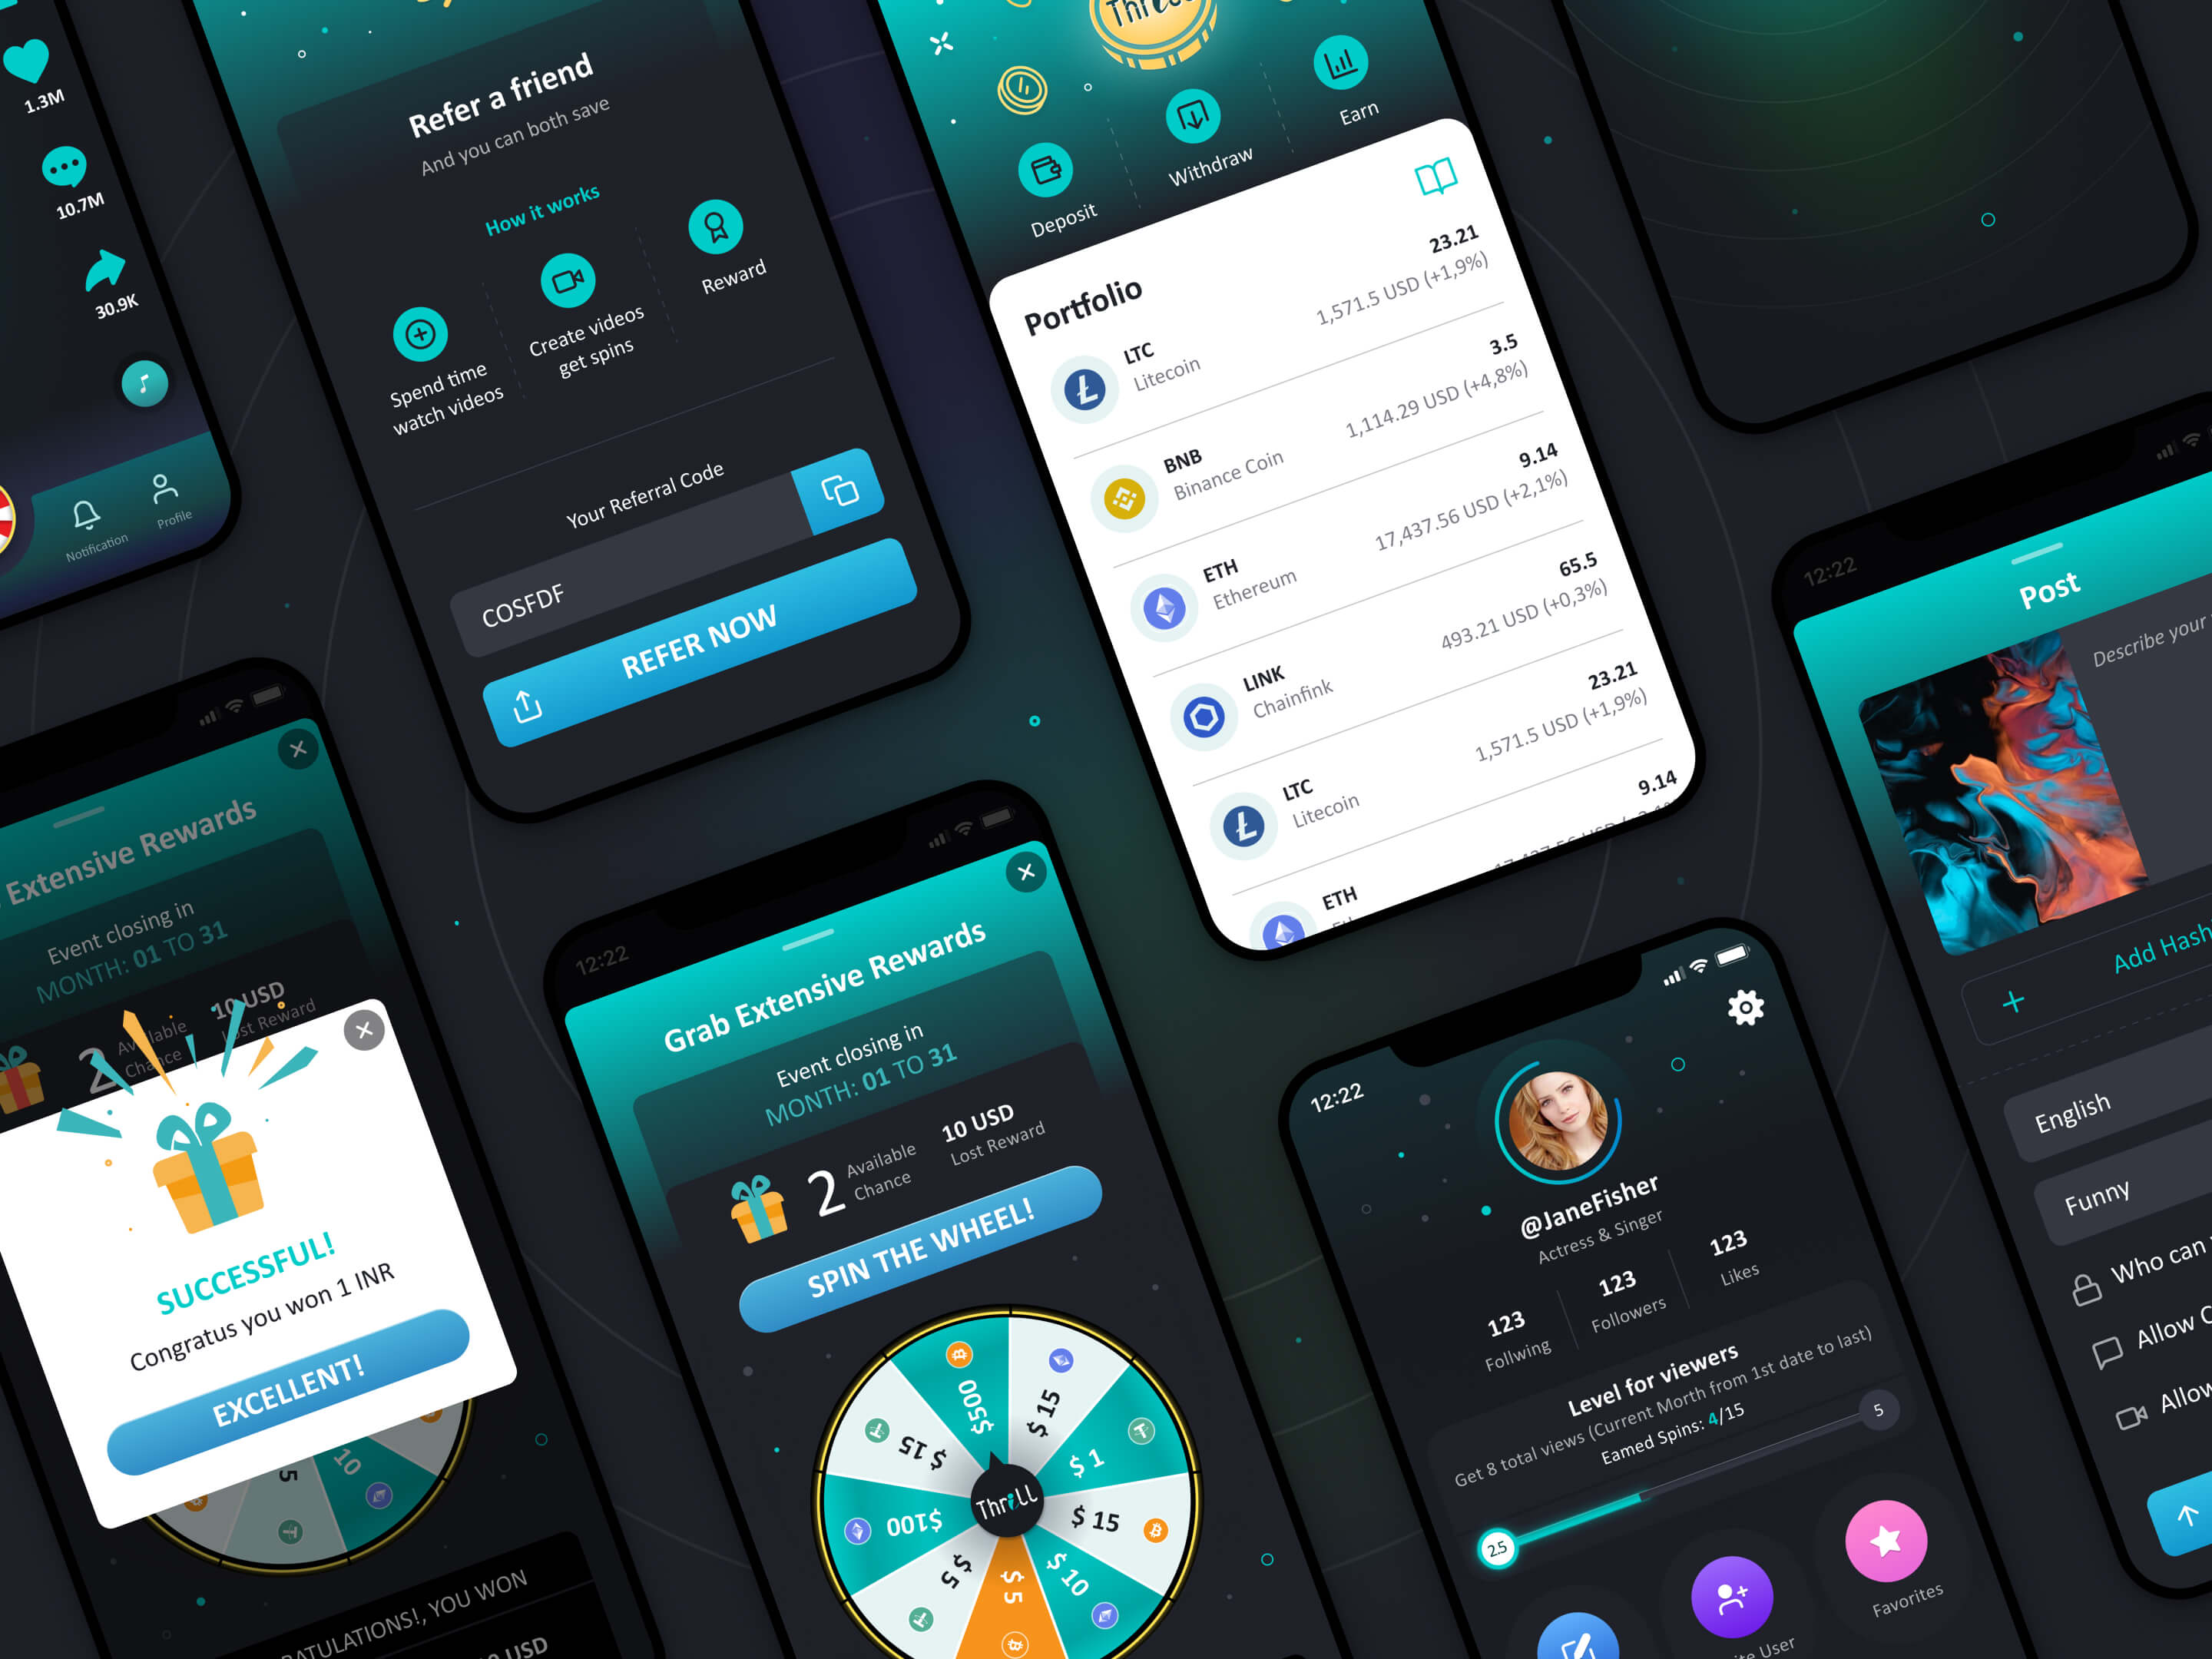 1.3M
10.7M
30.9K
Notification
Profile
Refer a friend
And you can both save
How it works
Spend time
watch videos
Create videos
get spins
Reward
Your Referral Code
COSFDF
REFER NOW
Thrill
Deposit
Withdraw
Earn
Portfolio
LTC
Litecoin
23.21
1,571.5 USD (+1,9%)
BNB
Binance Coin
3.5
1,114.29 USD (+4,8%)
ETH
Ethereum
9.14
17,437.56 USD (+2,1%)
LINK
Chainfink
65.5
493.21 USD (+0,3%)
LTC
Litecoin
23.21
1,571.5 USD (+1,9%)
ETH
9.14
12:22
Post
Describe your
Add Hash
English
Funny
Who can
Allow C
Allow
Extensive Rewards
Event closing in
MONTH: 01 TO 31
2
Available
Chance
10 USD
Lost Reward
SUCCESSFUL!
Congratus you won 1 INR
EXCELLENT!
5
10
RATULATIONS!, YOU WON
USD
12:22
Grab Extensive Rewards
Event closing in
MONTH: 01 TO 31
2
Available
Chance
10 USD
Lost Reward
SPIN THE WHEEL!
$500
$ 15
$ 1
$ 15
$ 10
$ 5
$ 5
$100
$ 15
Thrill
12:22
@JaneFisher
Actress & Singer
123
Follwing
123
Followers
123
Likes
Level for viewers
Get 8 total views (Current Morth from 1st date to last)
Eamed Spins: 4/15
2.5
5
User
Favorites